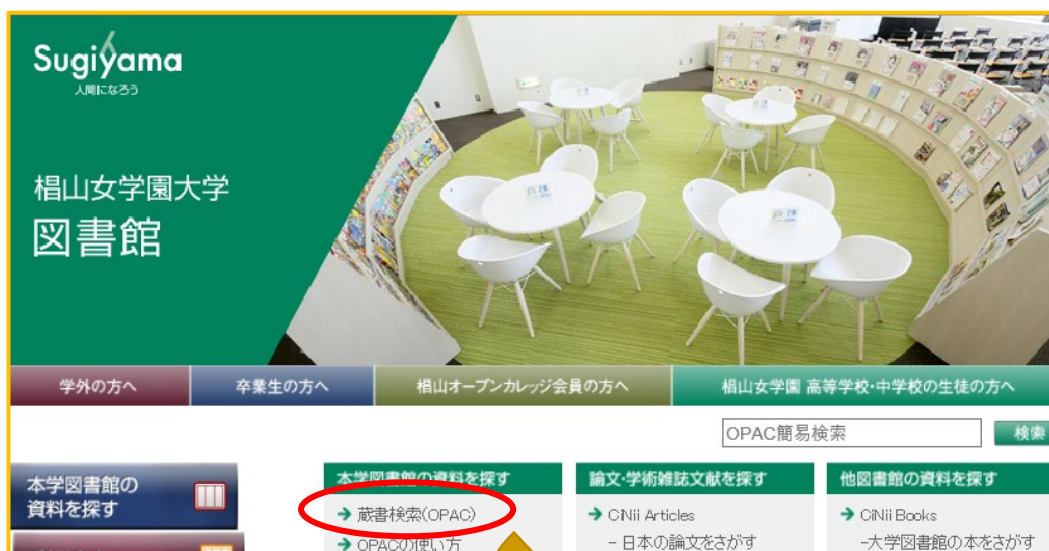 Sugiyama
人間になろう
椙山女学園大学
図書館
学外の方へ
卒業生の方へ
椙山オープンカレッジ会員の方へ
椙山女学園 高等学校・中学校の生徒の方へ
OPAC簡易検索
検索
本学図書館の
資料を探す
本学図書館の資料を探す
→ 蔵書検索(OPAC)
→ OPACの使い方
論文・学術雑誌文献を探す
→ CiNii Articles
- 日本の論文をさがす
他図書館の資料を探す
→ CiNii Books
-大学図書館の本をさがす